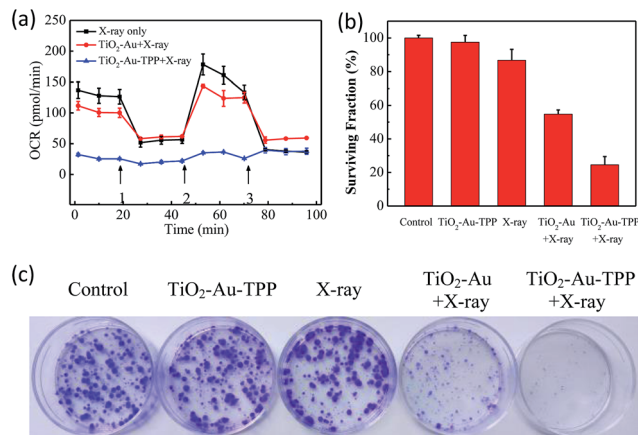 (a)
X-ray only
TiO2-Au+X-ray
TiO2-Au-TPP+X-ray
OCR (pmol/min)
250
200
150
100
50
0
1
2
3
0
20
40
60
80
100
Time (min)
(b)
Surviving Fraction (%)
100
80
60
40
20
0
Control
TiO2-Au-TPP
X-ray
TiO2-Au
+X-ray
TiO2-Au-TPP
+X-ray
(c)
Control
TiO2-Au-TPP
X-ray
TiO2-Au
+X-ray
TiO2-Au-TPP
+X-ray